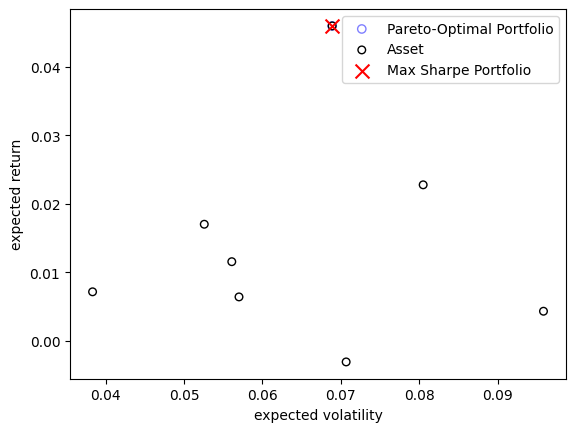 Pareto-Optimal Portfolio
Asset
Max Sharpe Portfolio
expected return
0.04
0.03
0.02
0.01
0.00
0.04 0.05 0.06 0.07 0.08 0.09
expected volatility